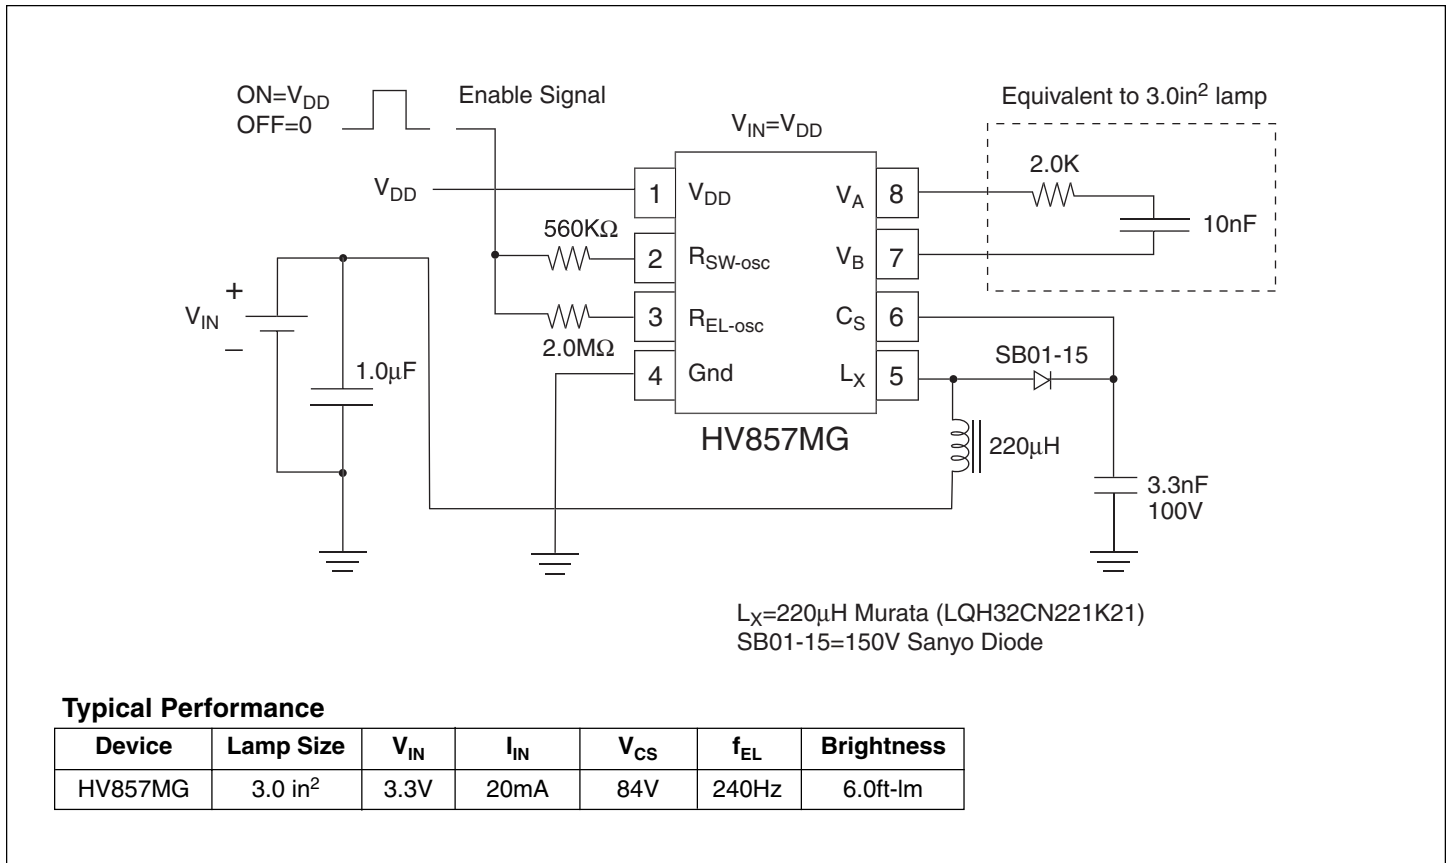 ON=VDD
OFF=0
Enable Signal
VIN=VDD
Equivalent to 3.0in2 lamp
VDD
1 VDD
VA 8
2.0K
10nF
560KΩ
2 RSW-osc
VB 7
+
VIN
–
3 REL-osc
CS 6
2.0MΩ
1.0μF
4 Gnd
LX 5
SB01-15
HV857MG
220μH
3.3nF
100V
LX=220μH Murata (LQH32CN221K21)
SB01-15=150V Sanyo Diode
Typical Performance
Device Lamp Size VIN IIN VCS fEL Brightness
HV857MG 3.0 in2 3.3V 20mA 84V 240Hz 6.0ft-lm